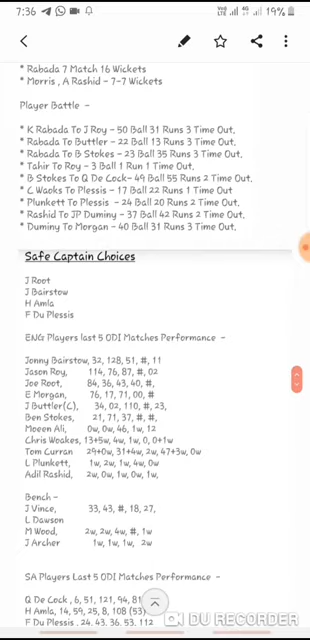 7:36
19%
* Rabada 7 Match 16 Wickets
* Morris, A Rashid - 7-7 Wickets
Player Battle -
* K Rabada To J Roy - 50 Ball 31 Runs 3 Time Out.
* Rabada To Buttler - 22 Ball 13 Runs 3 Time Out.
* Rabada To B Stokes - 23 Ball 35 Runs 3 Time Out.
* Tahir To Roy - 3 Ball 1 Run 1 Time Out.
* B Stokes To Q De Cock- 49 Ball 55 Runs 2 Time Out.
* C Waoks To Plessis - 17 Ball 22 Runs 1 Time Out
* Plunkett To Plessis - 24 Ball 20 Runs 2 Time Out.
* Rashid To JP Duminy - 37 Ball 42 Runs 2 Time Out.
* Duminy To Morgan - 40 Ball 31 Runs 3 Time Out.
Safe Captain Choices
J Root
J Bairstow
H Amla
F Du Plessis
ENG Players last 5 ODI Matches Performance -
Jonny Bairstow, 32, 128, 51, #, 11
Jason Roy, 114, 76, 87, #, 02
Joe Root, 84, 36, 43, 40, #,
E Morgan, 76, 17, 71, 00, #
J Buttler(C), 34, 02, 110, #, 23,
Ben Stokes, 21, 71, 37, #, #,
Moeen Ali, 0w, 0w, 46, 1w, 12
Chris Woakes, 13+5w, 4w, 1w, 0, 0+1w
Tom Curran 29+0w, 31+4w, 2w, 47+3w, 0w
L Plunkett, 1w, 2w, 1w, 4w, 0w
Adil Rashid, 2w, 0w, 1w, 0w, 1w,
Bench -
J Vince, 33, 43, #, 18, 27,
L Dawson
M Wood, 2w, 2w, 4w, #, 1w
J Archer 1w, 1w, 1w, 2w
SA Players Last 5 ODI Matches Performance -
Q De Cock , 6, 51, 121, 94, 81
H Amla, 14, 59, 25, 8, 108 (53)
F Du Plessis , 24, 43, 36, 53, 112
DU RECORDER